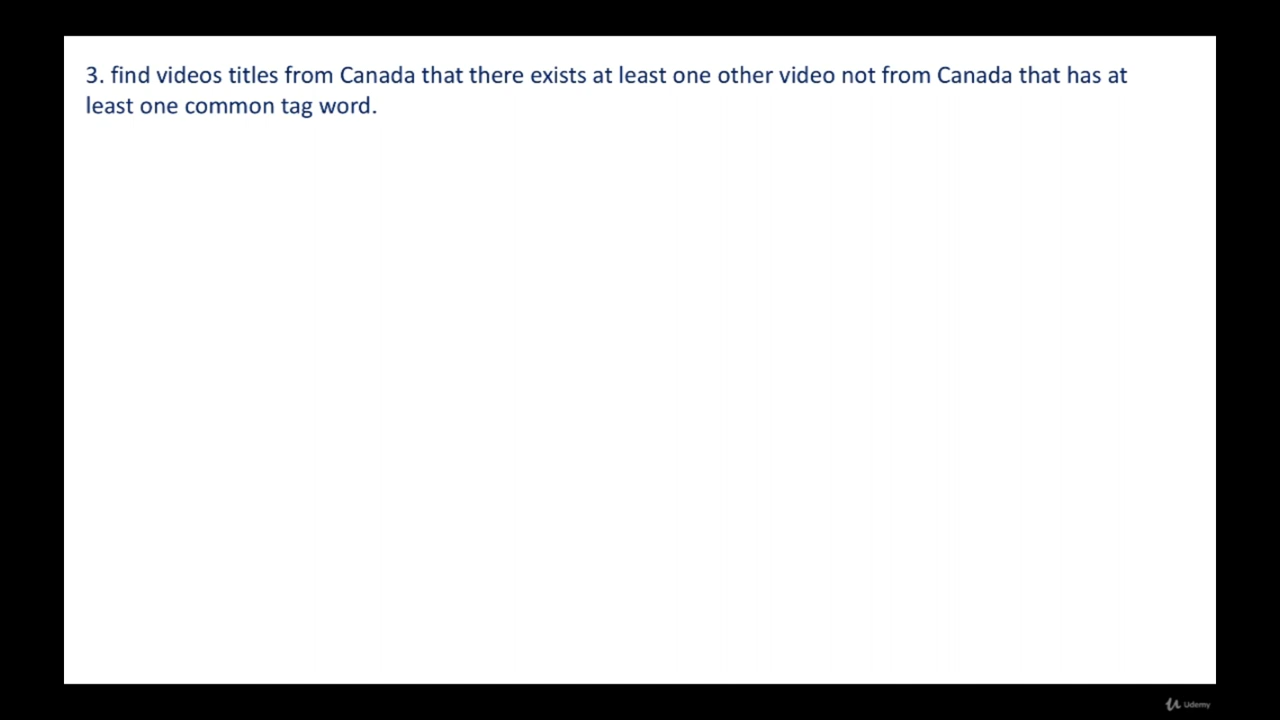 3. find videos titles from Canada that there exists at least one other video not from Canada that has at
least one common tag word.
Udemy